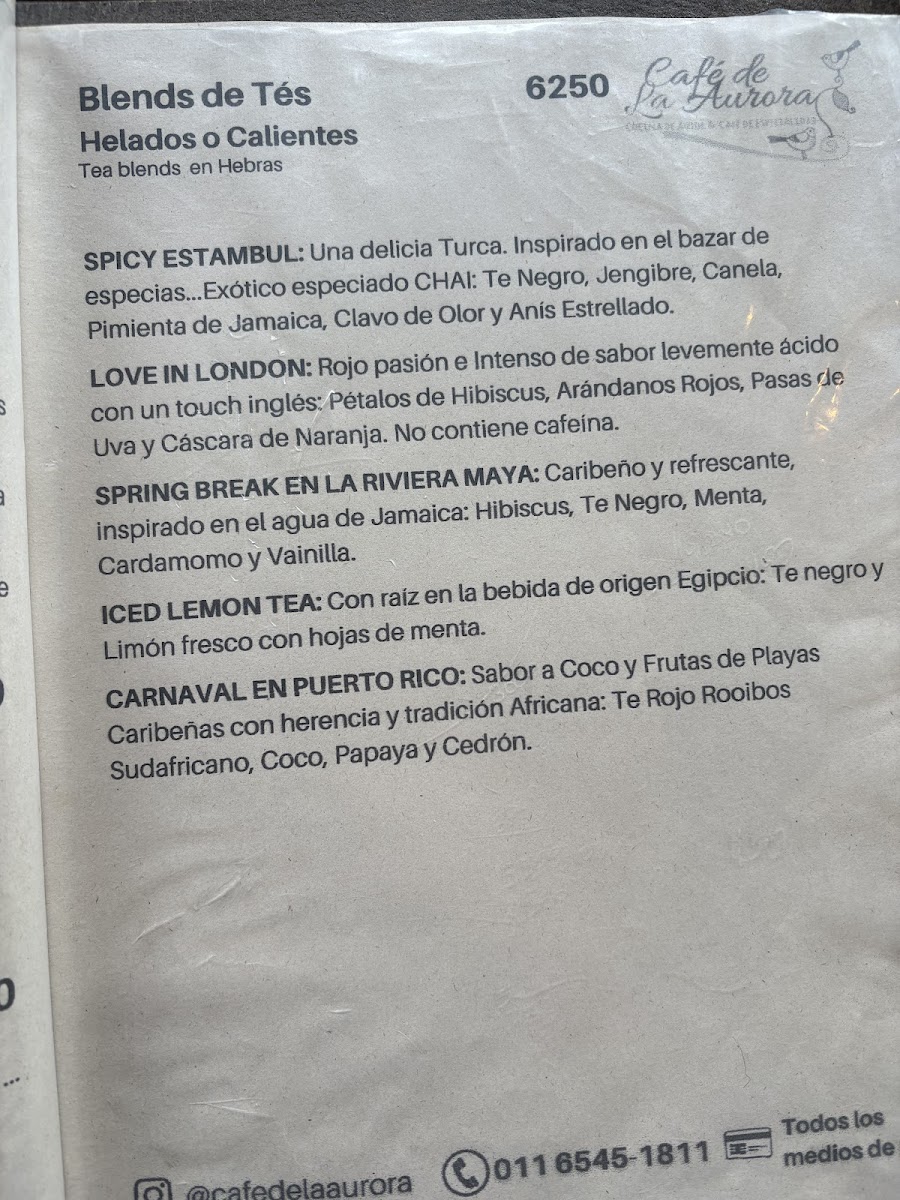 Blends de Tés
6250
Café de
La Aurora
Helados o Calientes
Tea blends en Hebras
SPICY ESTAMBUL: Una delicia Turca. Inspirado en el bazar de
especias...Exótico especiado CHAI: Te Negro, Jengibre, Canela,
Pimienta de Jamaica, Clavo de Olor y Anís Estrellado.
LOVE IN LONDON: Rojo pasión e Intenso de sabor levemente ácido
con un touch inglés: Pétalos de Hibiscus, Arándanos Rojos, Pasas de
Uva y Cáscara de Naranja. No contiene cafeína.
SPRING BREAK EN LA RIVIERA MAYA: Caribeño y refrescante,
inspirado en el agua de Jamaica: Hibiscus, Te Negro, Menta,
Cardamomo y Vainilla.
ICED LEMON TEA: Con raíz en la bebida de origen Egipcio: Te negro y
Limón fresco con hojas de menta.
CARNAVAL EN PUERTO RICO: Sabor a Coco y Frutas de Playas
Caribeñas con herencia y tradición Africana: Te Rojo Rooibos
Sudafricano, Coco, Papaya y Cedrón.
@cafedelaaurora
011 6545-1811
Todos los
medios de